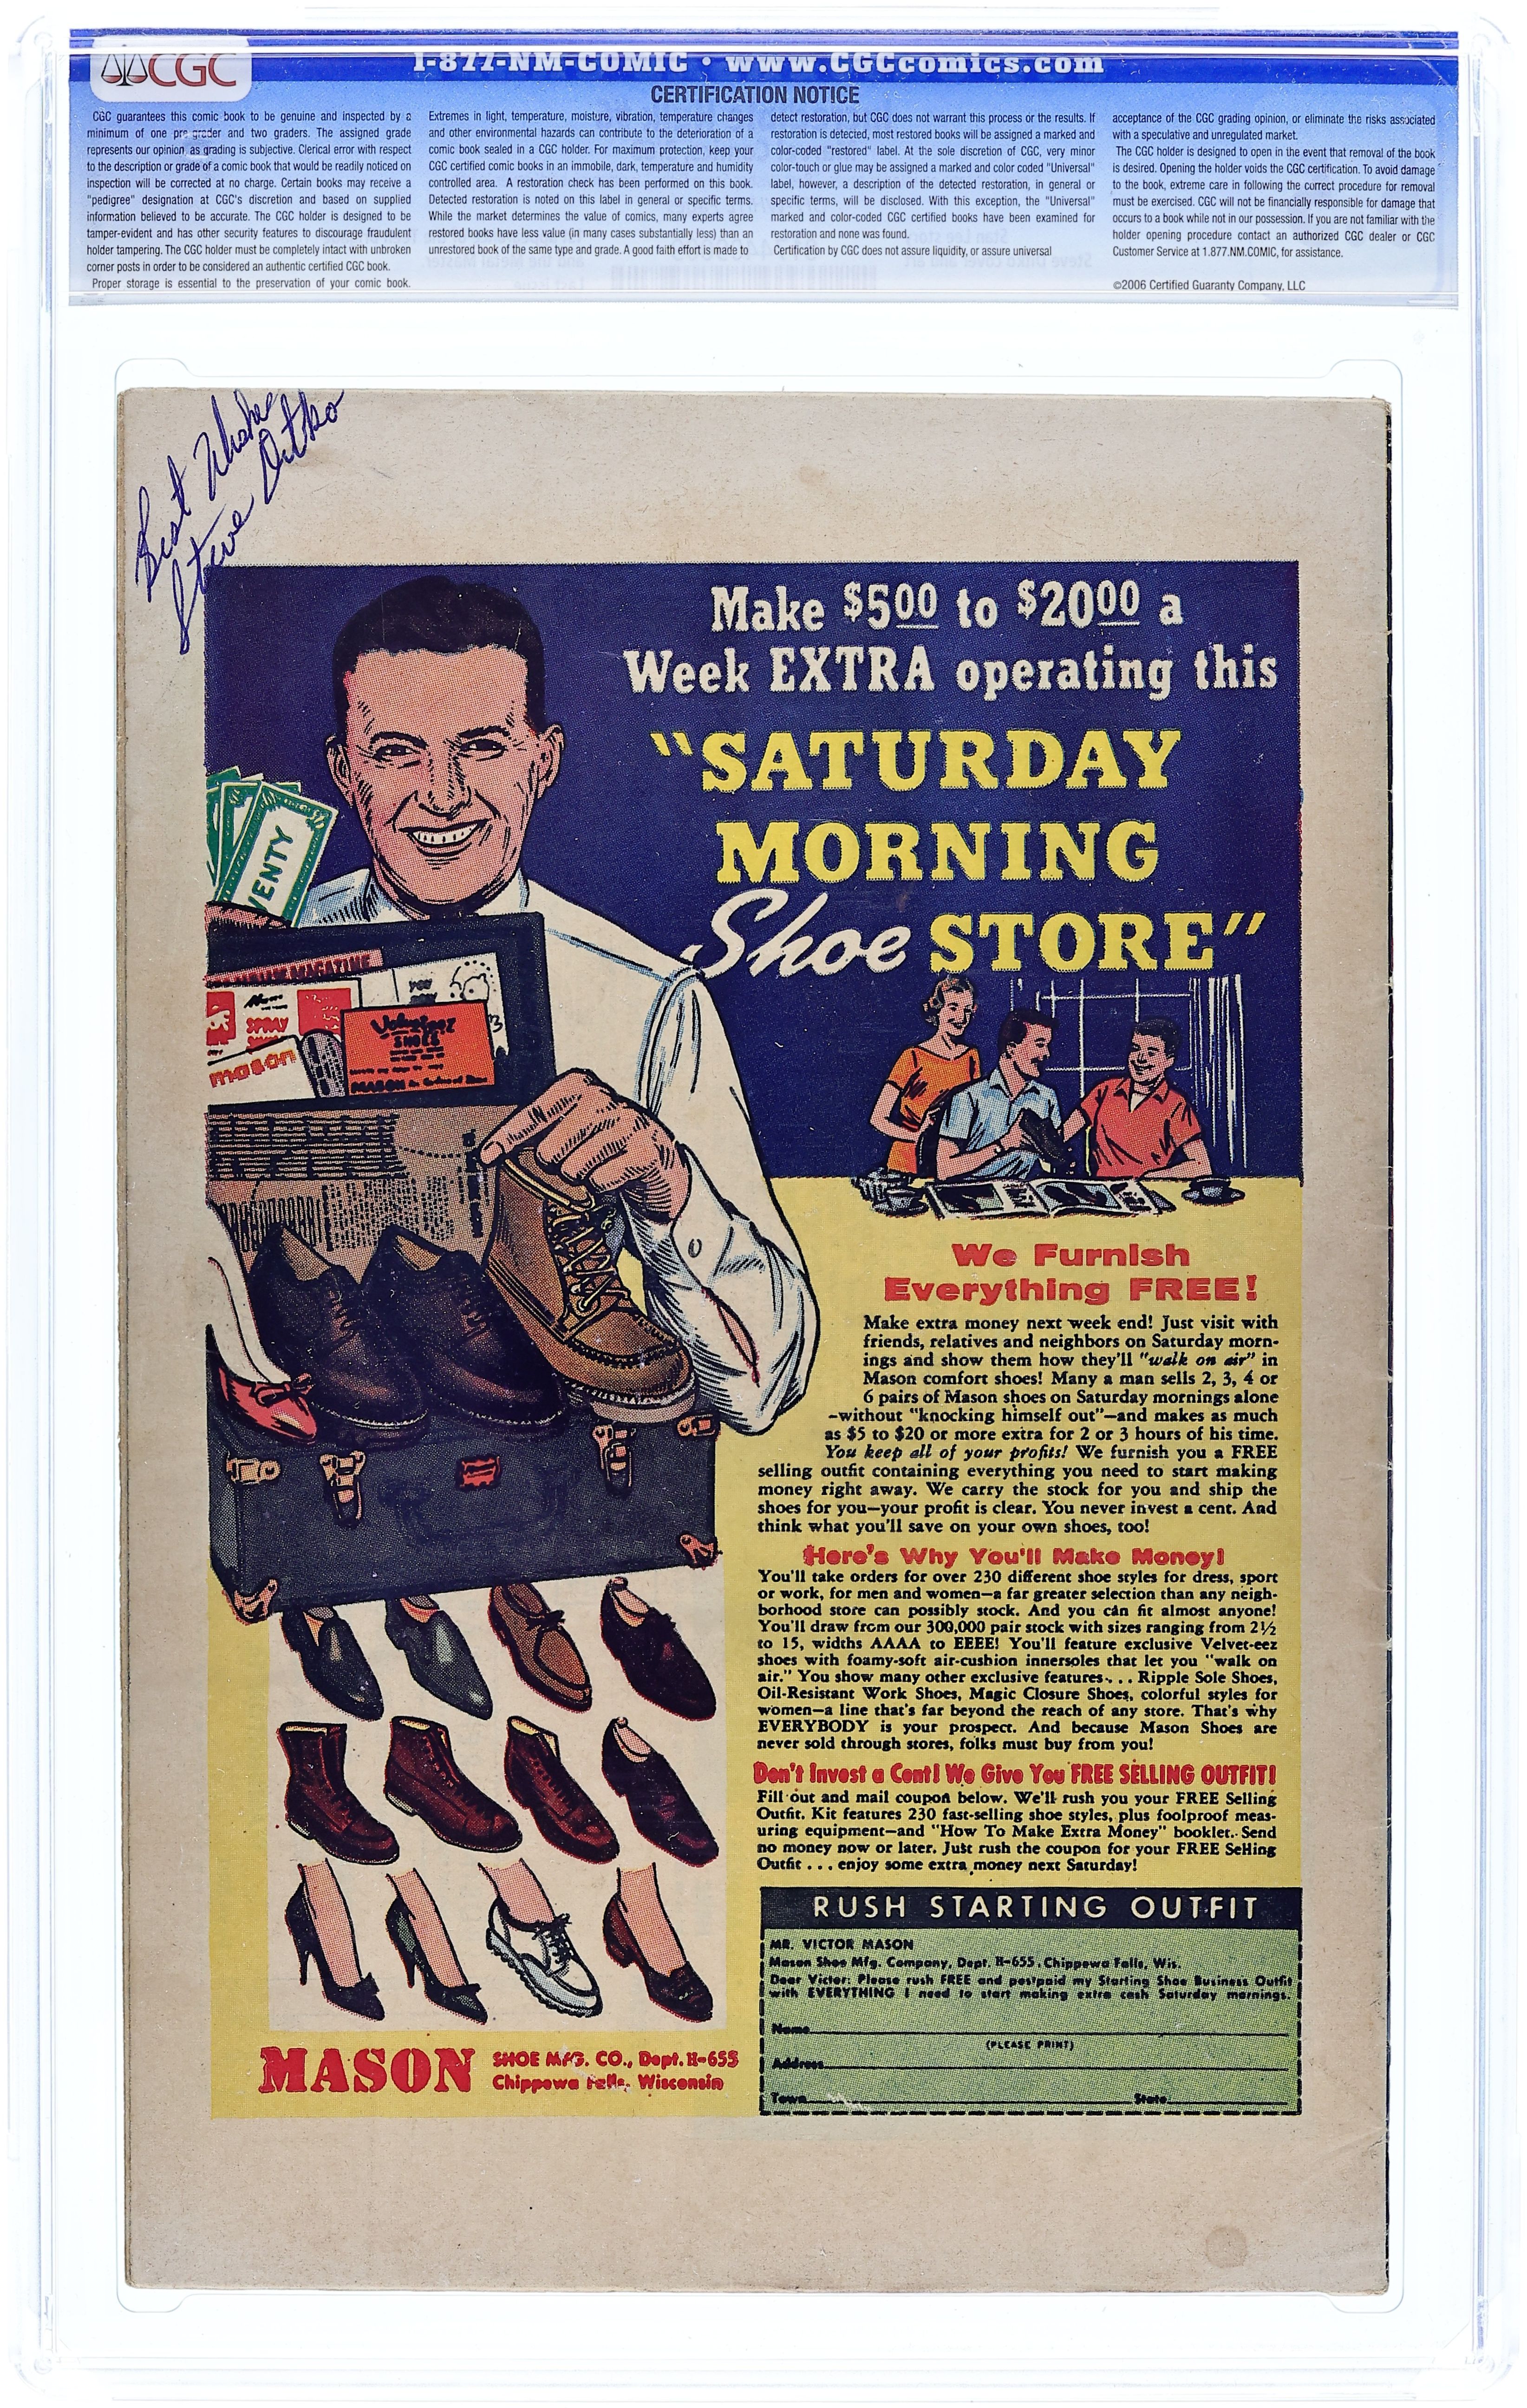 CGC
1-877-NM-COMIC • www.CGCcomics.com
CERTIFICATION NOTICE
CGC guarantees this comic book to be genuine and inspected by a
minimum of one pre grader and two graders. The assigned grade
represents our opinion as grading is subjective. Clerical error with respect
to the description or grade of a comic book that would be readily noticed on
inspection will be corrected at no charge. Certain books may receive a
"pedigree" designation at CGC's discretion and based on supplied
information believed to be accurate. The CGC holder is designed to be
tamper-evident and has other security features to discourage fraudulent
holder tampering. The CGC holder must be completely intact with unbroken
corner posts in order to be considered an authentic certified CGC book.
Proper storage is essential to the preservation of your comic book.
Extremes in light, temperature, moisture, vibration, temperature changes
and other environmental hazards can contribute to the deterioration of a
comic book sealed in a CGC holder. For maximum protection, keep your
CGC certified comic books in an immobile, dark, temperature and humidity
controlled area. A restoration check has been performed on this book.
Detected restoration is noted on this label in general or specific terms.
While the market determines the value of comics, many experts agree
restored books have less value (in many cases substantially less) than an
unrestored book of the same type and grade. A good faith effort is made to
detect restoration, but CGC does not warrant this process or the results. If
restoration is detected, most restored books will be assigned a marked and
color-coded "restored" label. At the sole discretion of CGC, very minor
color-touch or glue may be assigned a marked and color coded "Universal"
label, however, a description of the detected restoration, in general or
specific terms, will be disclosed. With this exception, the "Universal"
marked and color-coded CGC certified books have been examined for
restoration and none was found.
Certification by CGC does not assure liquidity, or assure universal
acceptance of the CGC grading opinion, or eliminate the risks associated
with a speculative and unregulated market.
The CGC holder is designed to open in the event that removal of the book
is desired. Opening the holder voids the CGC certification. To avoid damage
to the book, extreme care in following the correct procedure for removal
must be exercised. CGC will not be financially responsible for damage that
occurs to a book while not in our possession. If you are not familiar with the
holder opening procedure contact an authorized CGC dealer or CGC
Customer Service at 1.877.NM.COMIC, for assistance.
©2006 Certified Guaranty Company, LLC
Best Wishes
Steve Ditko
Make $500 to $2000 a
Week EXTRA operating this
"SATURDAY
MORNING
Shoe STORE"
VENTY
MAGAZINE
SPRAY
SHOES
MASON
We Furnish
Everything FREE!
Make extra money next week end! Just visit with
friends, relatives and neighbors on Saturday morn-
ings and show them how they'll "walk on air" in
Mason comfort shoes! Many a man sells 2, 3, 4 or
6 pairs of Mason shoes on Saturday mornings alone
-without "knocking himself out"—and makes as much
as $5 to $20 or more extra for 2 or 3 hours of his time.
You keep all of your profits! We furnish you a FREE
selling outfit containing everything you need to start making
money right away. We carry the stock for you and ship the
shoes for you—your profit is clear. You never invest a cent. And
think what you'll save on your own shoes, too!
Here's Why You'll Make Money!
You'll take orders for over 230 different shoe styles for dress, sport
or work, for men and women—a far greater selection than any neigh-
borhood store can possibly stock. And you can fit almost anyone!
You'll draw from our 300,000 pair stock with sizes ranging from 2½
to 15, widths AAAA to EEEE! You'll feature exclusive Velvet-eez
shoes with foamy-soft air-cushion innersoles that let you "walk on
air." You show many other exclusive features. . . Ripple Sole Shoes,
Oil-Resistant Work Shoes, Magic Closure Shoes, colorful styles for
women—a line that's far beyond the reach of any store. That's why
EVERYBODY is your prospect. And because Mason Shoes are
never sold through stores, folks must buy from you!
Don't Invest a Cent! We Give You FREE SELLING OUTFIT!
Fill out and mail coupon below. We'll rush you your FREE Selling
Outfit. Kit features 230 fast-selling shoe styles, plus foolproof meas-
uring equipment—and "How To Make Extra Money" booklet. Send
no money now or later. Just rush the coupon for your FREE Selling
Outfit . . . enjoy some extra money next Saturday!
MASON SHOE MFG. CO., Dept. H-655
Chippewa Falls, Wisconsin
RUSH STARTING OUTFIT
MR. VICTOR MASON
Mason Shoe Mfg. Company, Dept. H-655, Chippewa Falls, Wis.
Dear Victor: Please rush FREE and postpaid my Starting Shoe Business Outfit
with EVERYTHING I need to start making extra cash Saturday mornings.
Name
(PLEASE PRINT)
Address
Town State